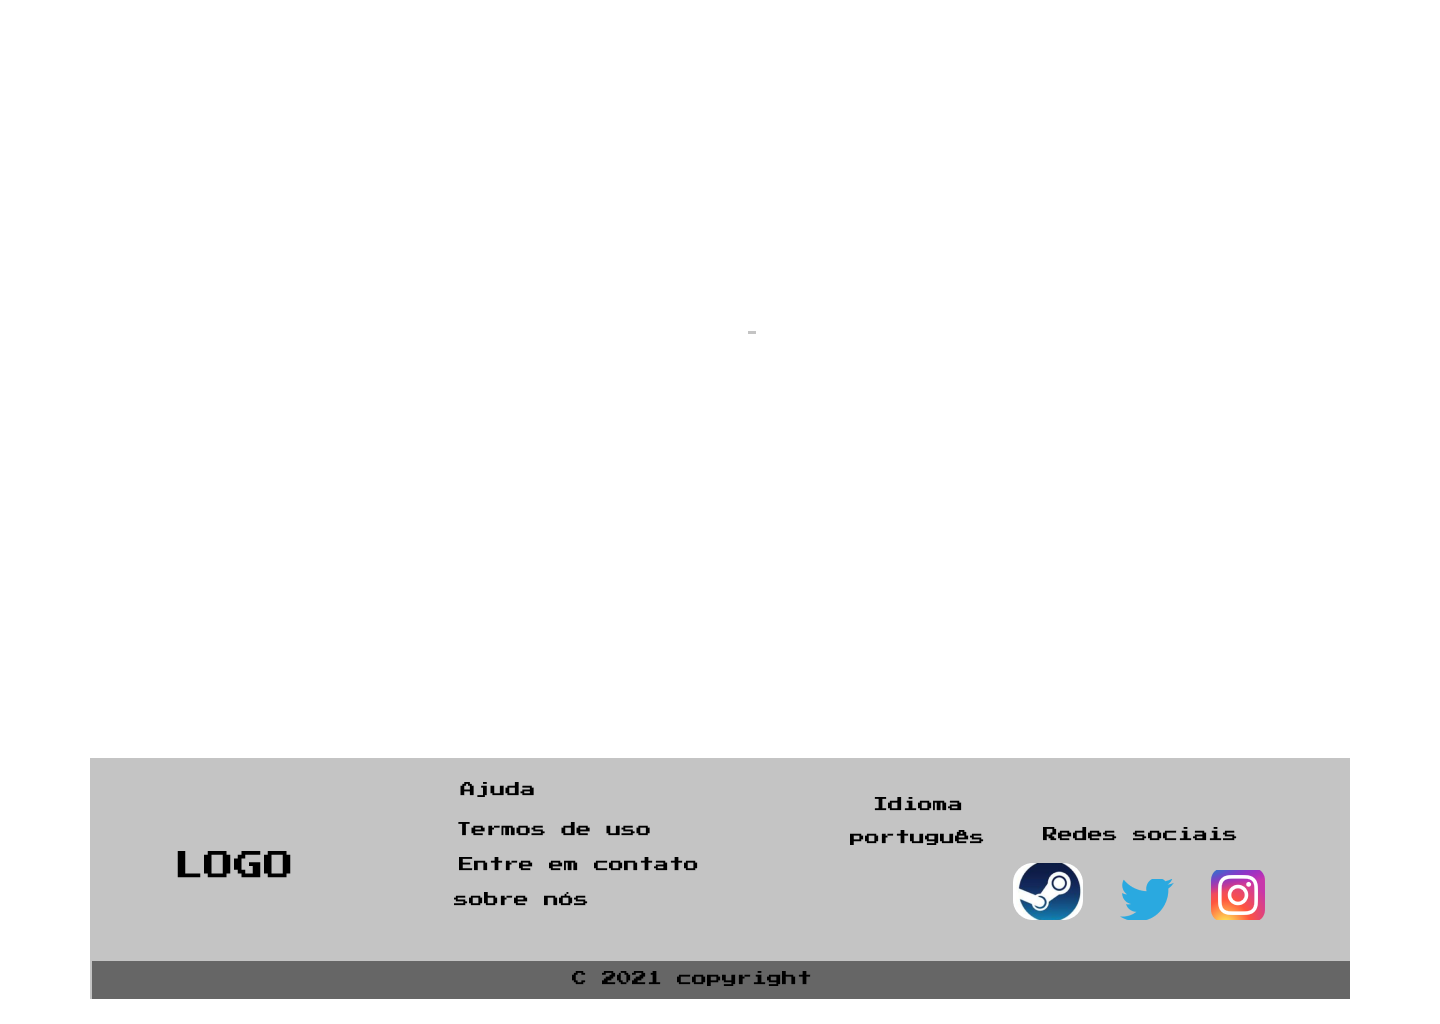 LOGO
Ajuda
Termos de uso
Entre em contato
sobre nós
Idioma
português
Redes sociais
C 2021 copyright